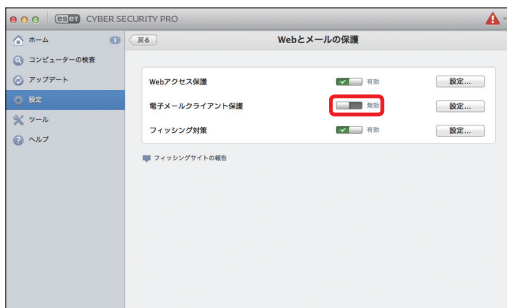 eset CYBER SECURITY PRO
ホーム
戻る
Webとメールの保護
コンピューターの検査
アップデート
設定
ツール
ヘルプ
Webアクセス保護 有効 設定...
電子メールクライアント保護 無効 設定...
フィッシング対策 有効 設定...
フィッシングサイトの報告